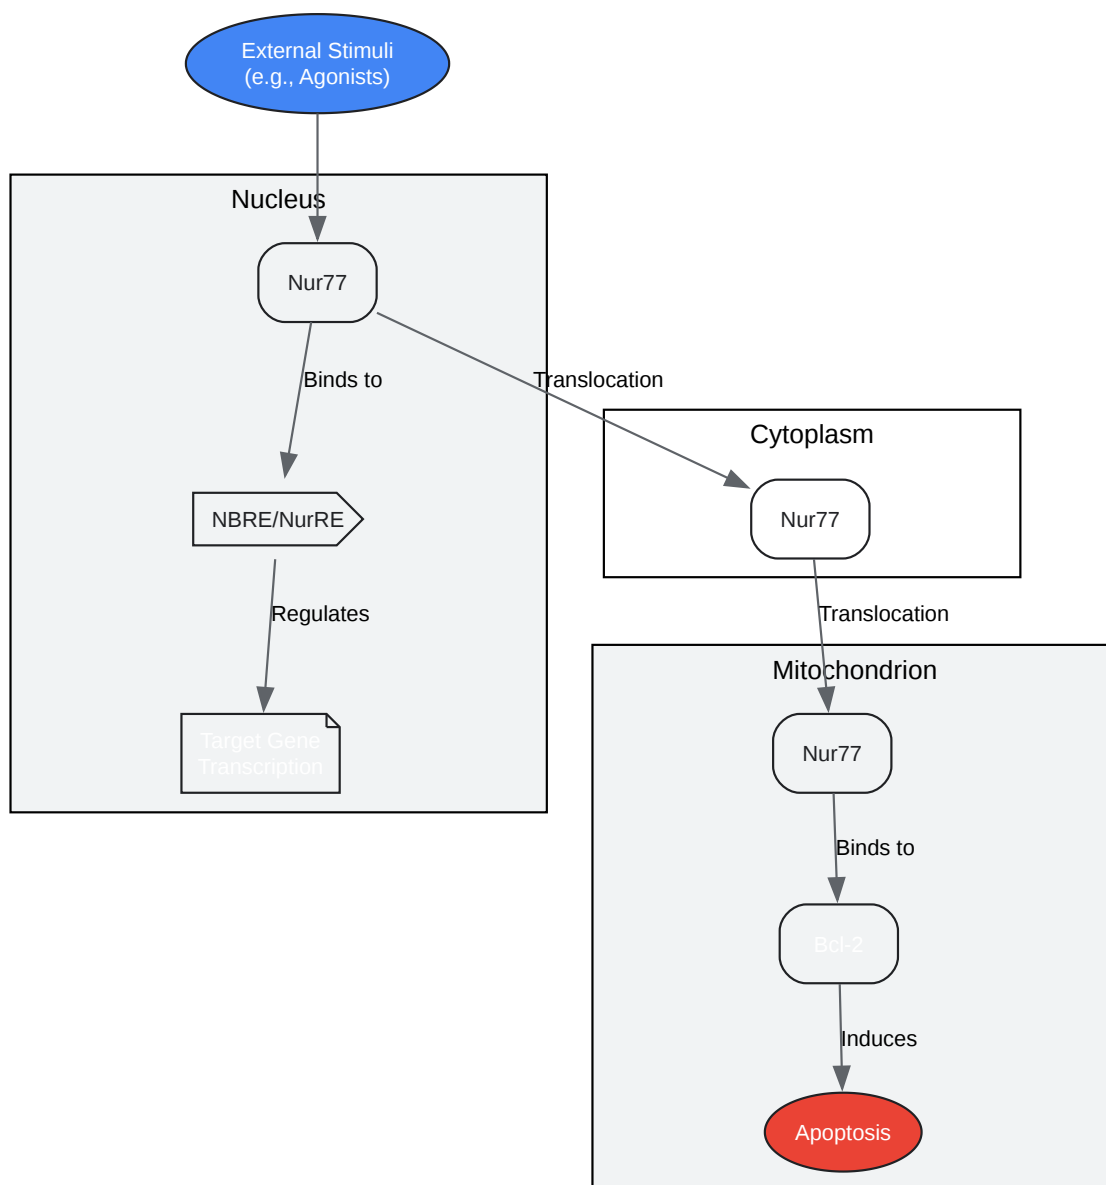 External Stimuli
(e.g., Agonists)
Nucleus
Nur77
Binds to
Translocation
Cytoplasm
NBRE/NurRE
Nur77
Regulates
Translocation
Mitochondrion
Target Gene
Transcription
Nur77
Binds to
Bcl-2
Induces
Apoptosis